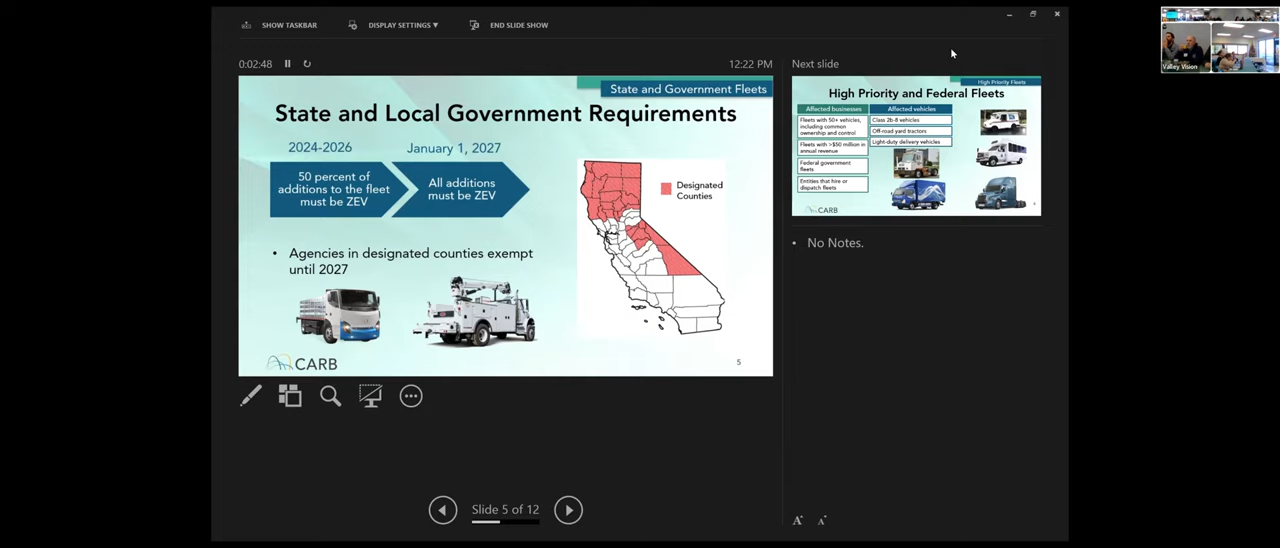 SHOW TASKBAR
DISPLAY SETTINGS ▼
END SLIDE SHOW
0:02:48
12:22 PM
State and Government Fleets
State and Local Government Requirements
2024-2026
January 1, 2027
50 percent of
additions to the fleet
must be ZEV
All additions
must be ZEV
Designated
Counties
• Agencies in designated counties exempt
until 2027
CARB
5
Slide 5 of 12
Next slide
High Priority Fleets
High Priority and Federal Fleets
Affected businesses
Affected vehicles
Fleets with 50+ vehicles,
including common
ownership and control
Fleets with >$50 million in
annual revenue
Federal government
fleets
Entities that hire or
dispatch fleets
Class 2b-8 vehicles
Off-road yard tractors
Light-duty delivery vehicles
CARB
• No Notes.
A
A
Valley Vision